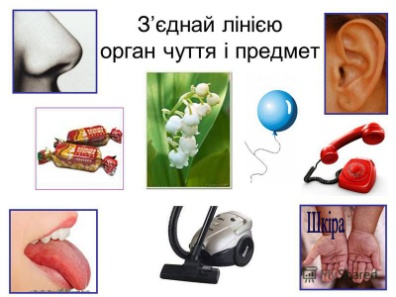 З’єднай лінією
орган чуття і предмет
Шкіра